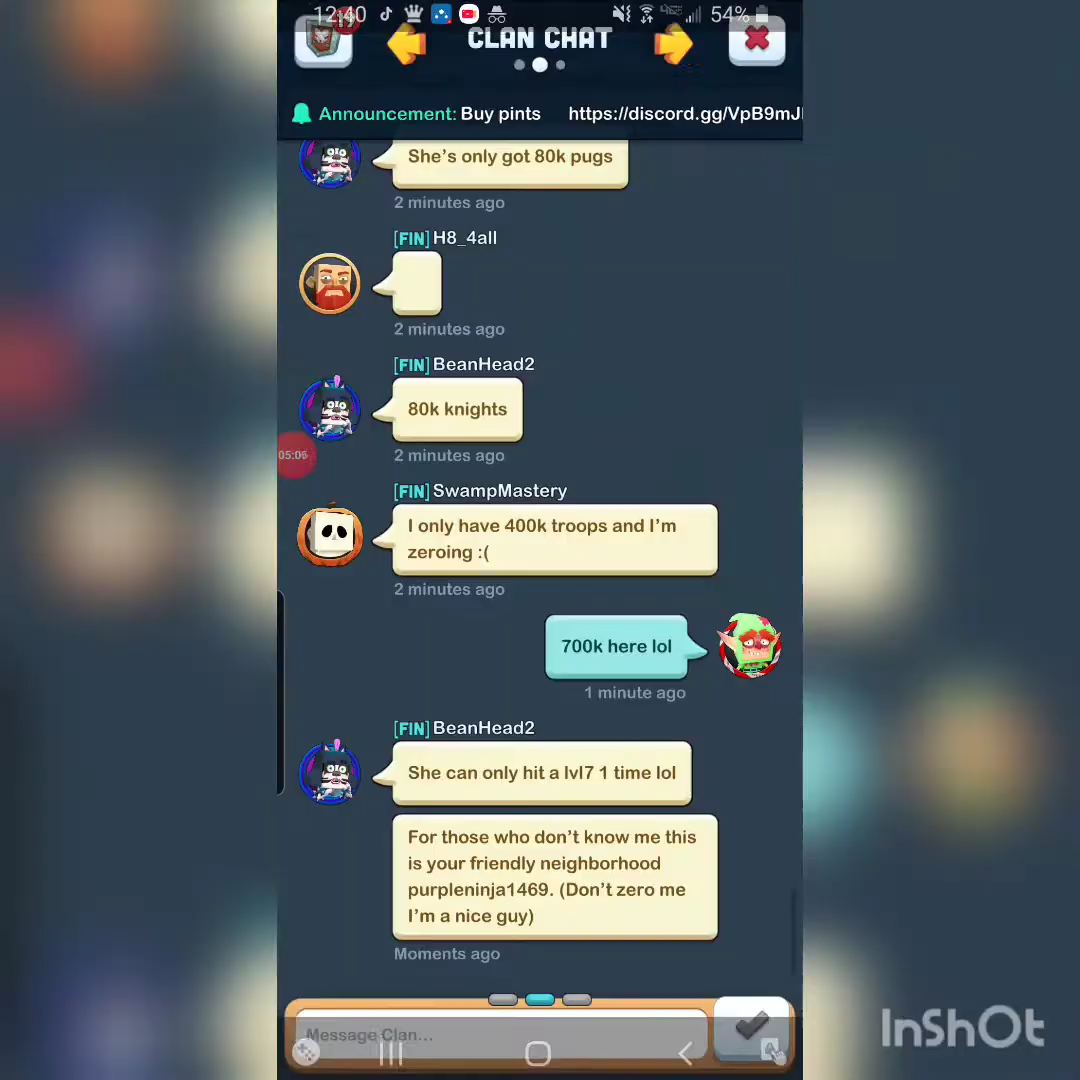 12:40 54%
17
CLAN CHAT
Announcement: Buy pints https://discord.gg/VpB9mJ
She's only got 80k pugs
2 minutes ago
[FIN] H8_4all
2 minutes ago
[FIN] BeanHead2
80k knights
2 minutes ago
05:06
[FIN] SwampMastery
I only have 400k troops and I'm
zeroing :(
2 minutes ago
700k here lol
1 minute ago
[FIN] BeanHead2
She can only hit a lvl7 1 time lol
For those who don't know me this
is your friendly neighborhood
purpleninja1469. (Don't zero me
I'm a nice guy)
Moments ago
Message Clan...
InShOt